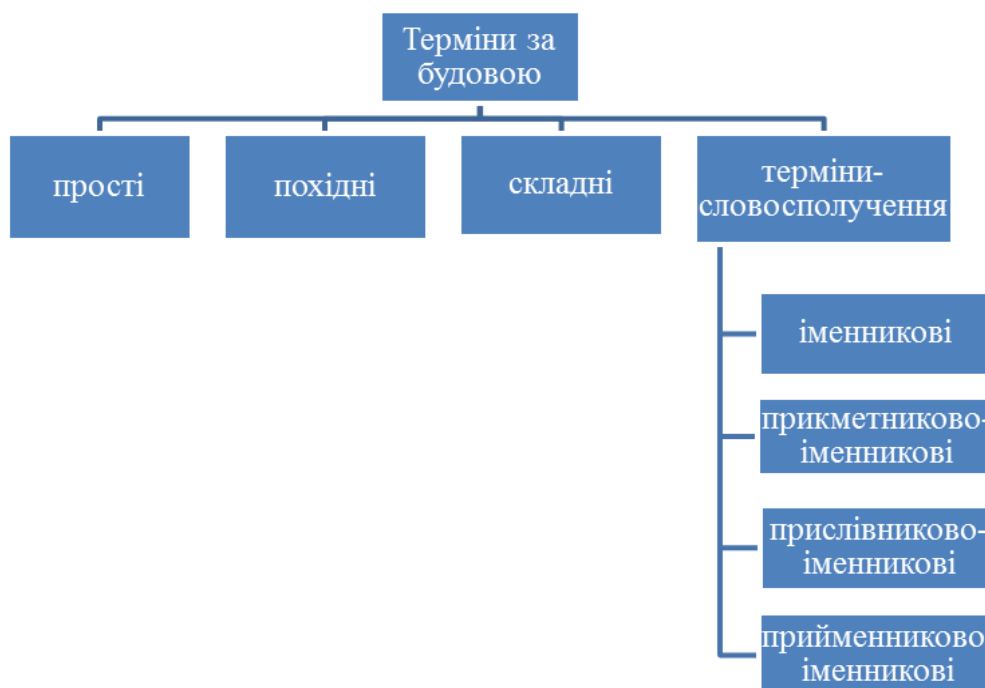 Терміни за
будовою
прості
похідні
складні
терміни-
словосполучення
іменникові
прикметниково-
іменникові
прислівниково-
іменникові
прийменниково
іменникові